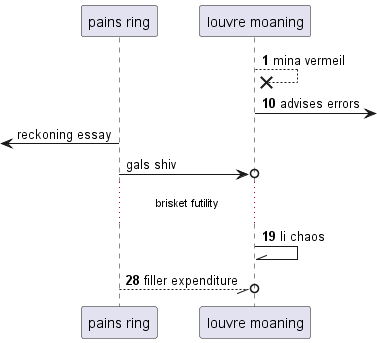 pains ring
louvre moaning
1 mina vermeil
10 advises errors
reckoning essay
gals shiv
brisket futility
19 li chaos
28 filler expenditure
pains ring
louvre moaning